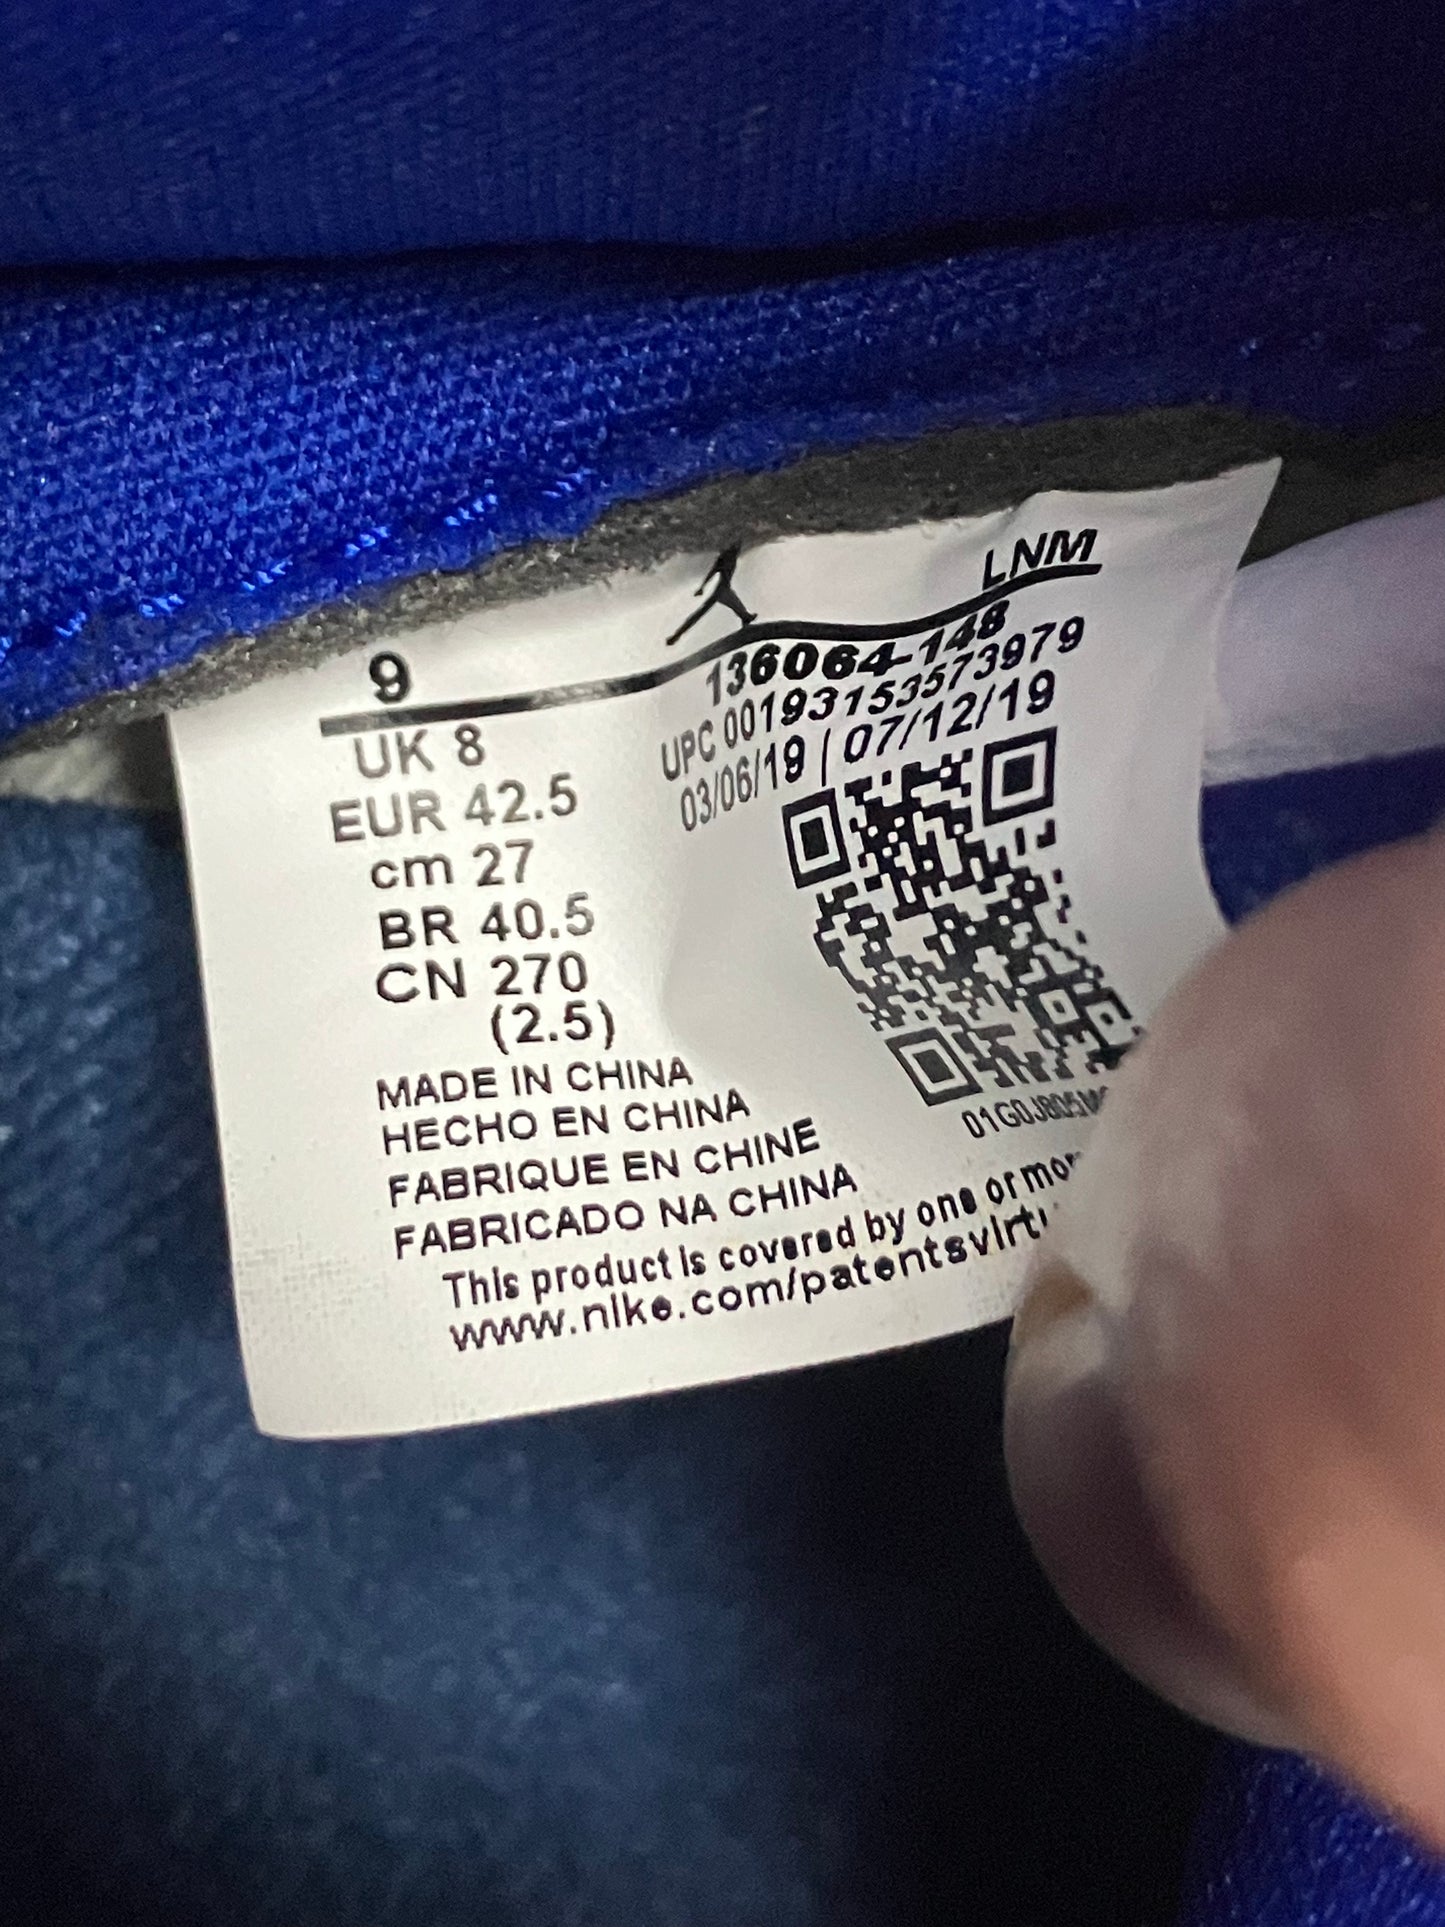 9
UK 8
EUR 42.5
cm 27
BR 40.5
CN 270
(2.5)
LNM
136064-148
UPC 00193153573979
03/06/19 | 07/12/19
01G0J805
MADE IN CHINA
HECHO EN CHINA
FABRIQUE EN CHINE
FABRICADO NA CHINA
This product is covered by one or
www.nike.com/patentsvirt